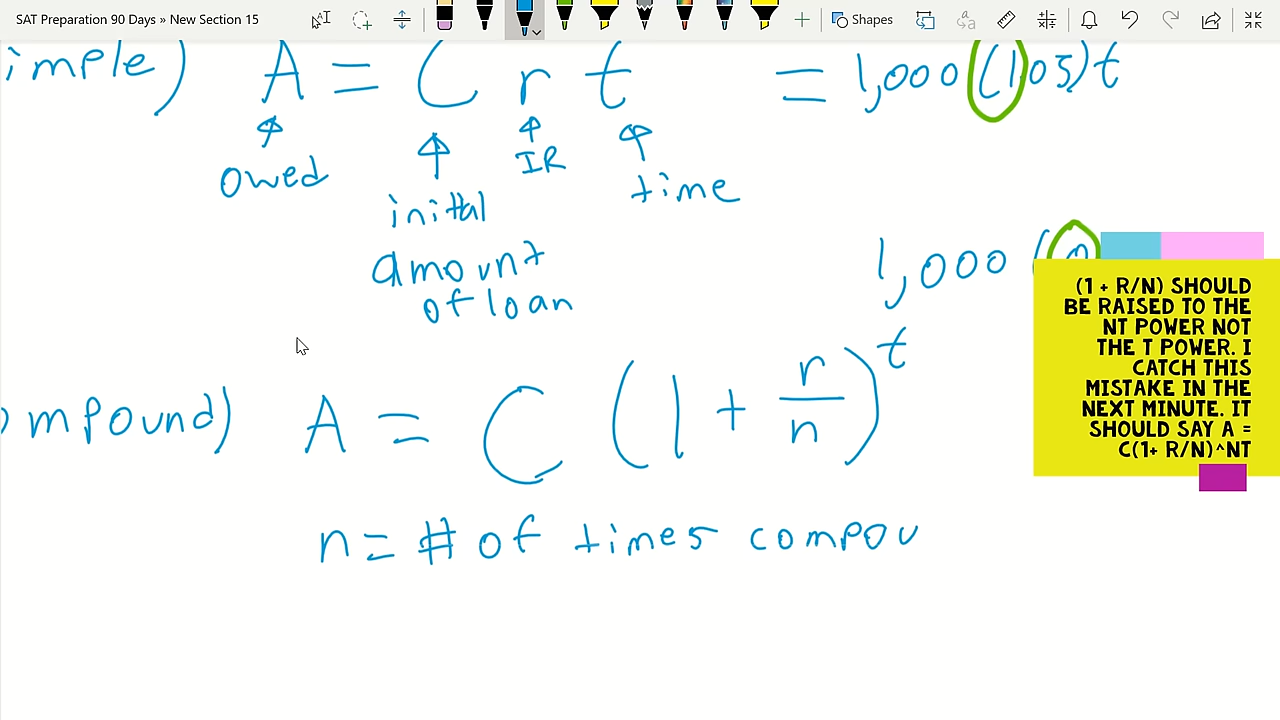 SAT Preparation 90 Days » New Section 15
Shapes
imple) A = C r t = 1,000 (1.05) t
owed
inital
amount
of loan
IR
time
1,000 (
(1 + R/N) SHOULD
BE RAISED TO THE
NT POWER NOT
THE T POWER. I
CATCH THIS
MISTAKE IN THE
NEXT MINUTE. IT
SHOULD SAY A =
C(1+ R/N)^NT
ompound) A = C (1 + r/n)^t
n = # of times compou